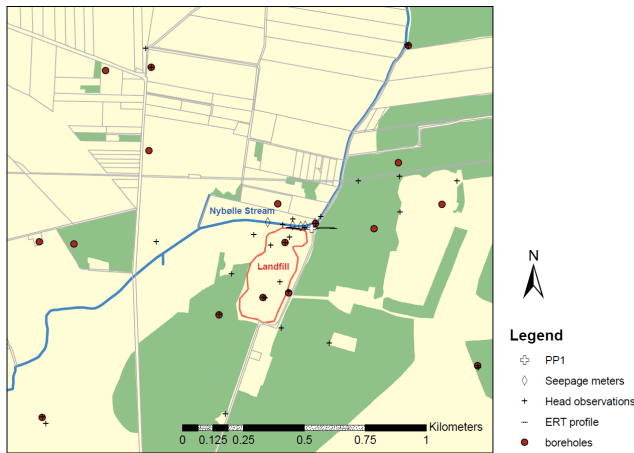 Nybølle Stream
Landfill
N
Legend
PP1
Seepage meters
Head observations
ERT profile
boreholes
Kilometers
0 0.125 0.25 0.5 0.75 1